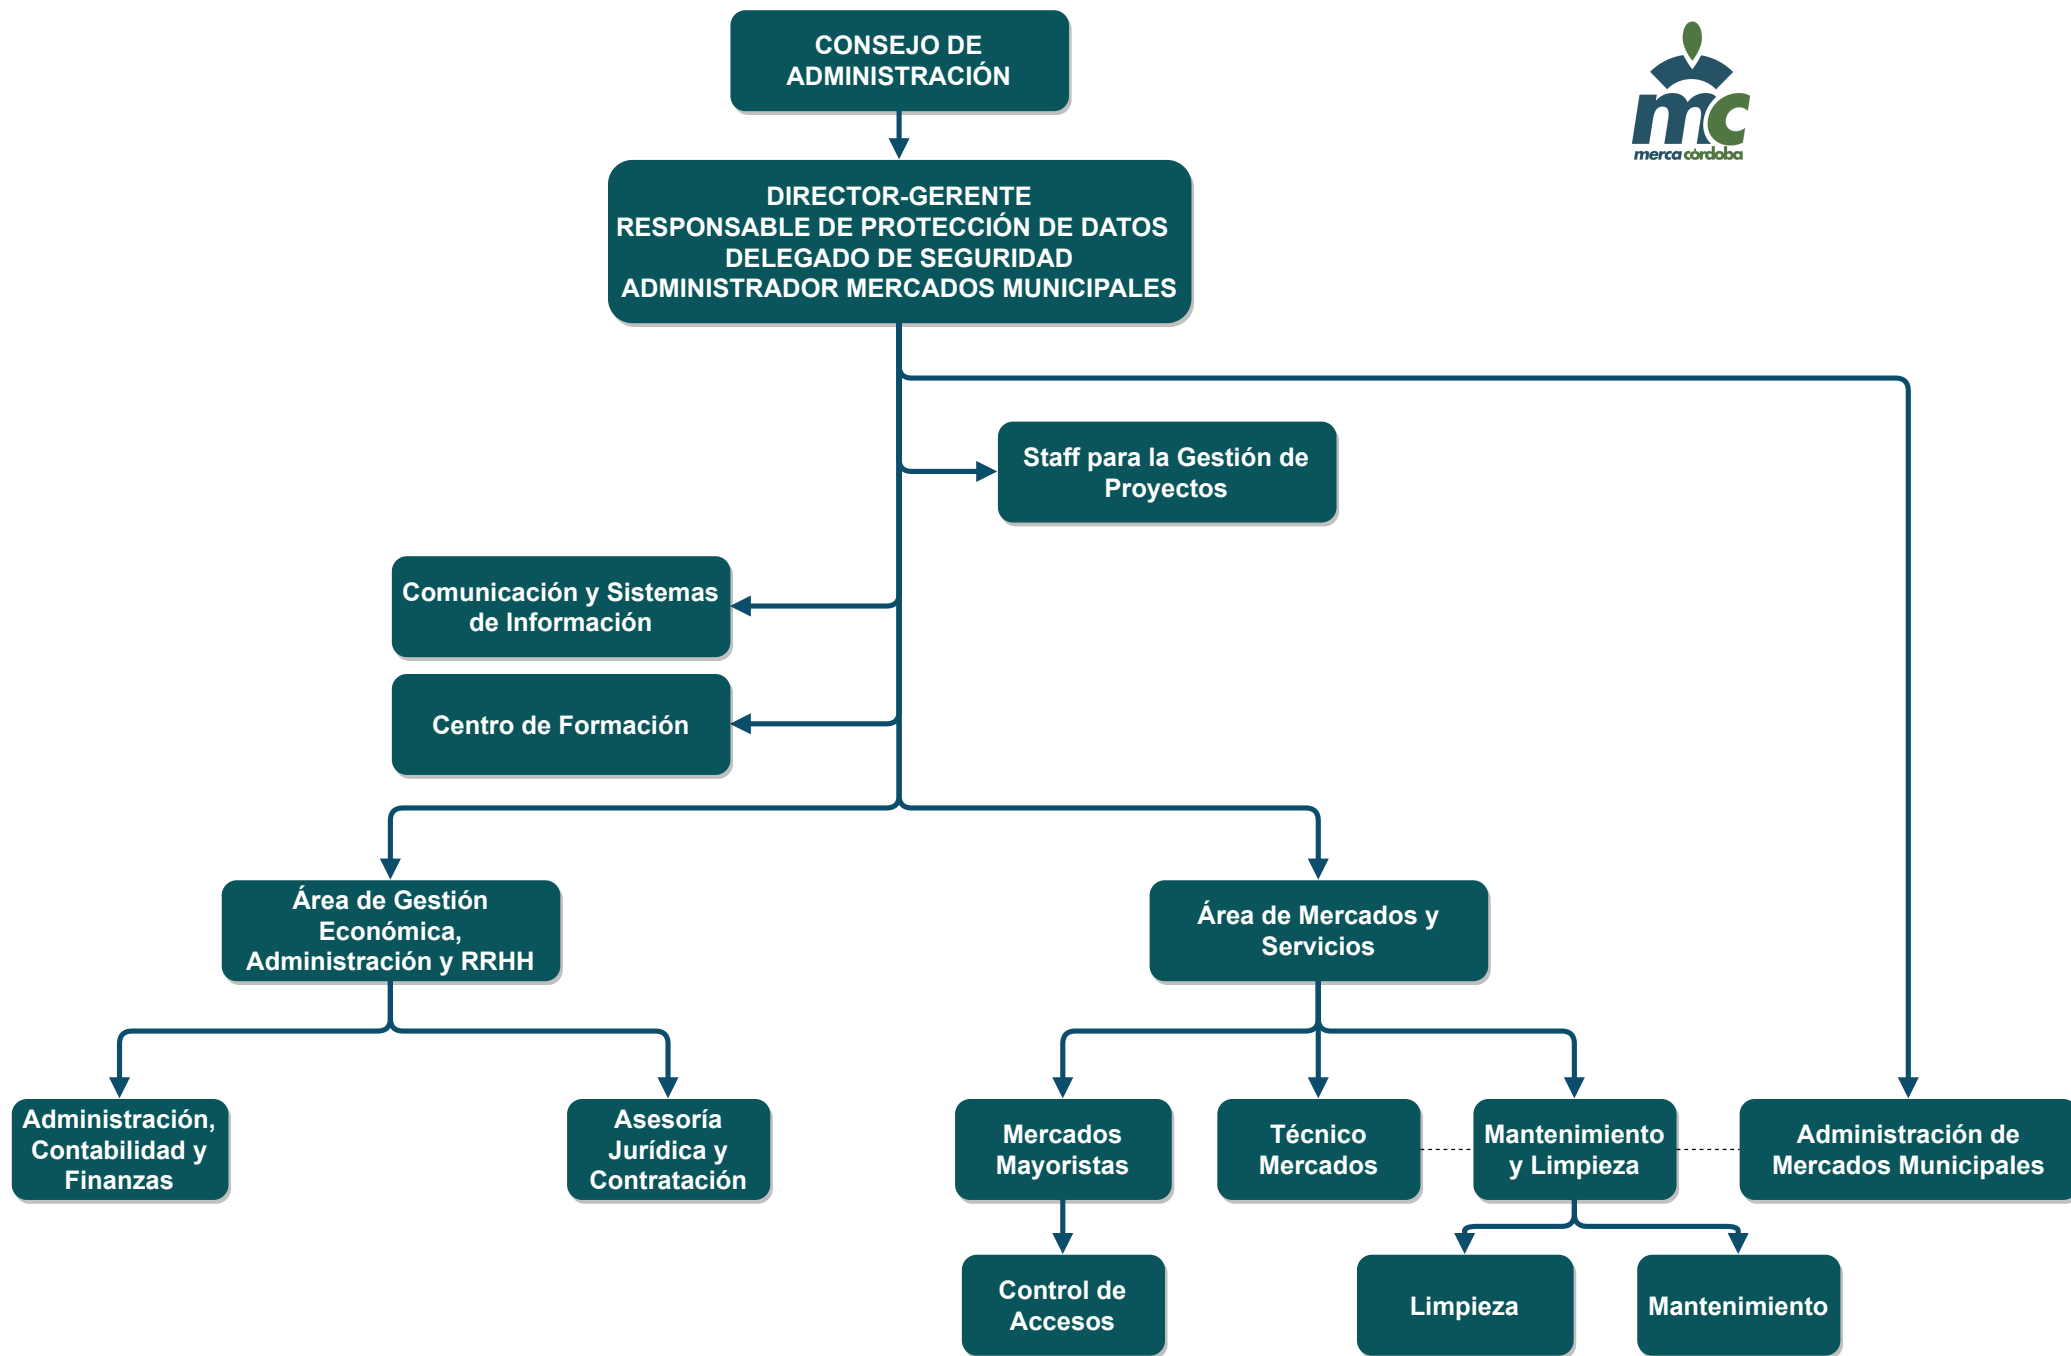 CONSEJO DE
ADMINISTRACIÓN
mc
merca córdoba
DIRECTOR-GERENTE
RESPONSABLE DE PROTECCIÓN DE DATOS
DELEGADO DE SEGURIDAD
ADMINISTRADOR MERCADOS MUNICIPALES
Staff para la Gestión de
Proyectos
Comunicación y Sistemas
de Información
Centro de Formación
Área de Gestión
Económica,
Administración y RRHH
Área de Mercados y
Servicios
Administración,
Contabilidad y
Finanzas
Asesoría
Jurídica y
Contratación
Mercados
Mayoristas
Técnico
Mercados
Mantenimiento
y Limpieza
Administración de
Mercados Municipales
Control de
Accesos
Limpieza
Mantenimiento